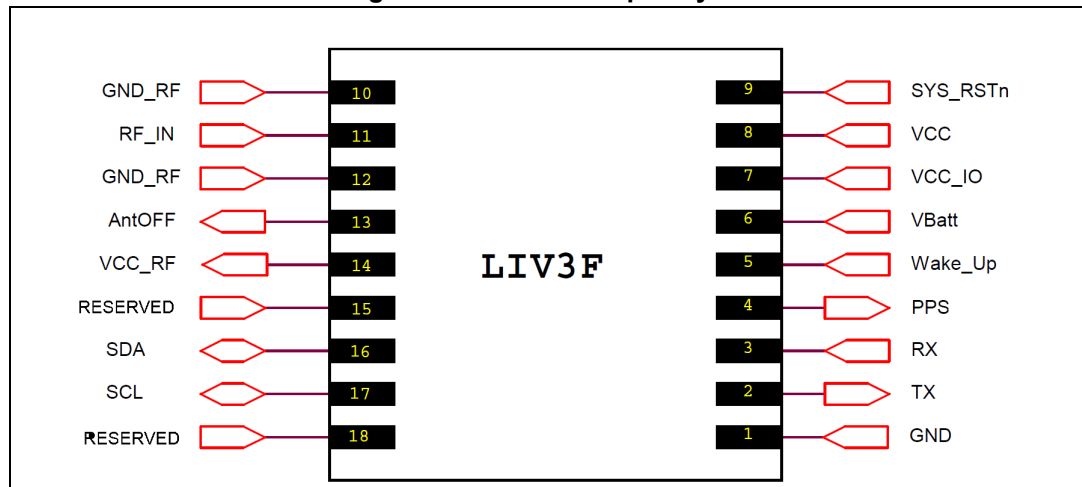 GND_RF 10 9 SYS_RSTn
RF_IN 11 8 VCC
GND_RF 12 7 VCC_IO
AntOFF 13 6 VBatt
VCC_RF 14 LIV3F 5 Wake_Up
RESERVED 15 4 PPS
SDA 16 3 RX
SCL 17 2 TX
RESERVED 18 1 GND